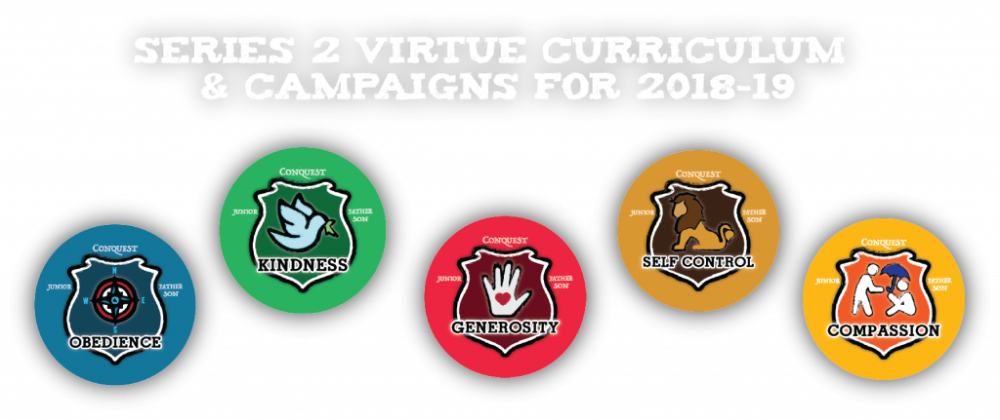 SERIES 2 VIRTUE CURRICULUM
& CAMPAIGNS FOR 2018-19
CONQUEST
JUNIOR
FATHER
SON
N
W
E
S
OBEDIENCE
CONQUEST
JUNIOR
FATHER
SON
KINDNESS
CONQUEST
JUNIOR
FATHER
SON
GENEROSITY
CONQUEST
JUNIOR
FATHER
SON
SELF CONTROL
CONQUEST
JUNIOR
FATHER
SON
COMPASSION